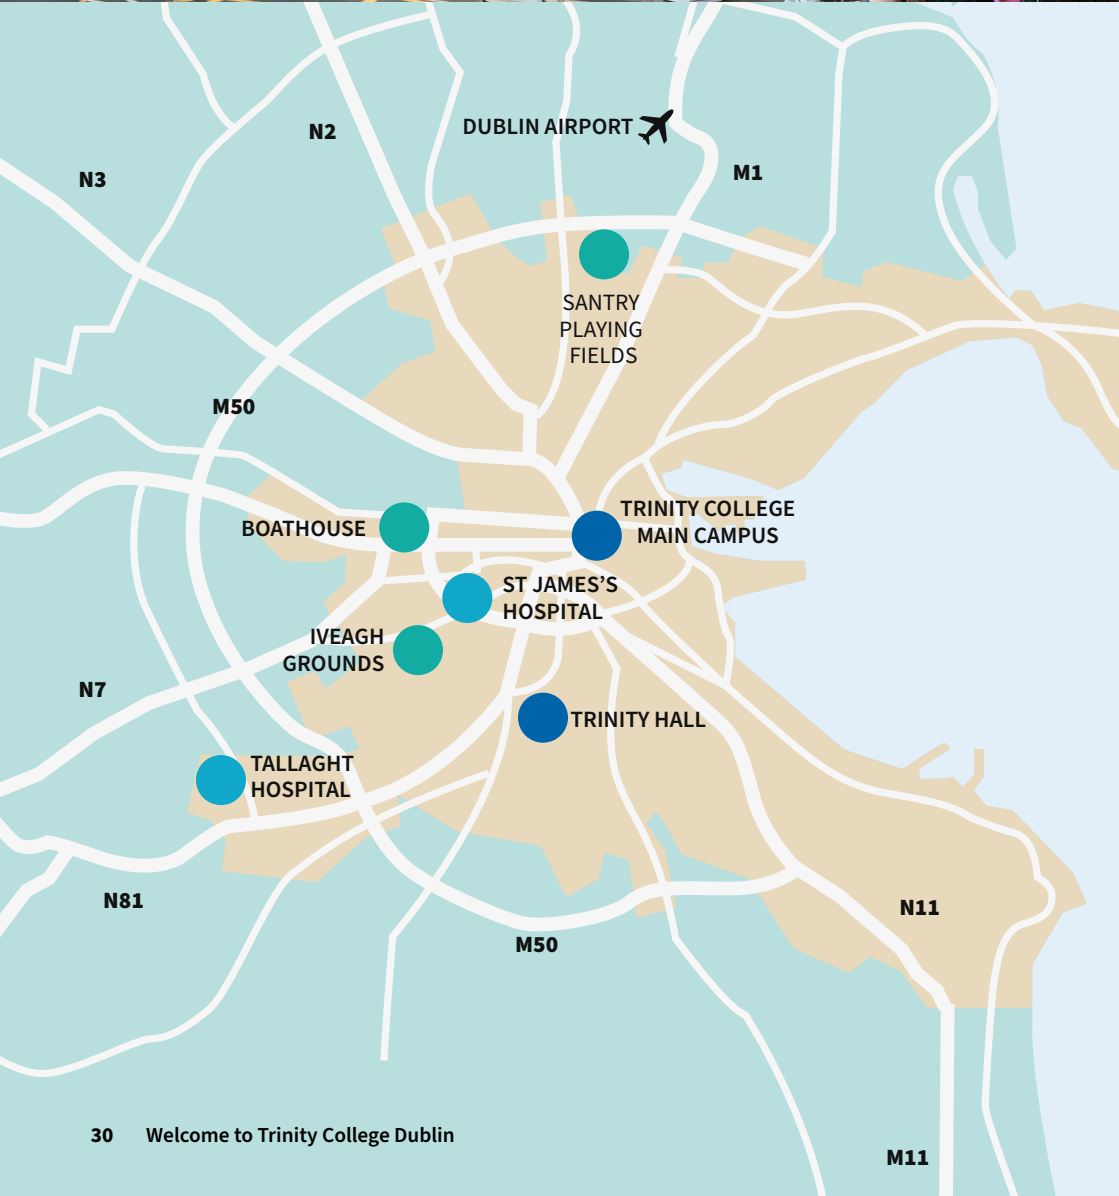 DUBLIN AIRPORT
N2
M1
N3
SANTRY
PLAYING
FIELDS
M50
TRINITY COLLEGE
MAIN CAMPUS
BOATHOUSE
ST JAMES’S
HOSPITAL
IVEAGH
GROUNDS
N7
TRINITY HALL
TALLAGHT
HOSPITAL
N81
N11
M50
30 Welcome to Trinity College Dublin
M11